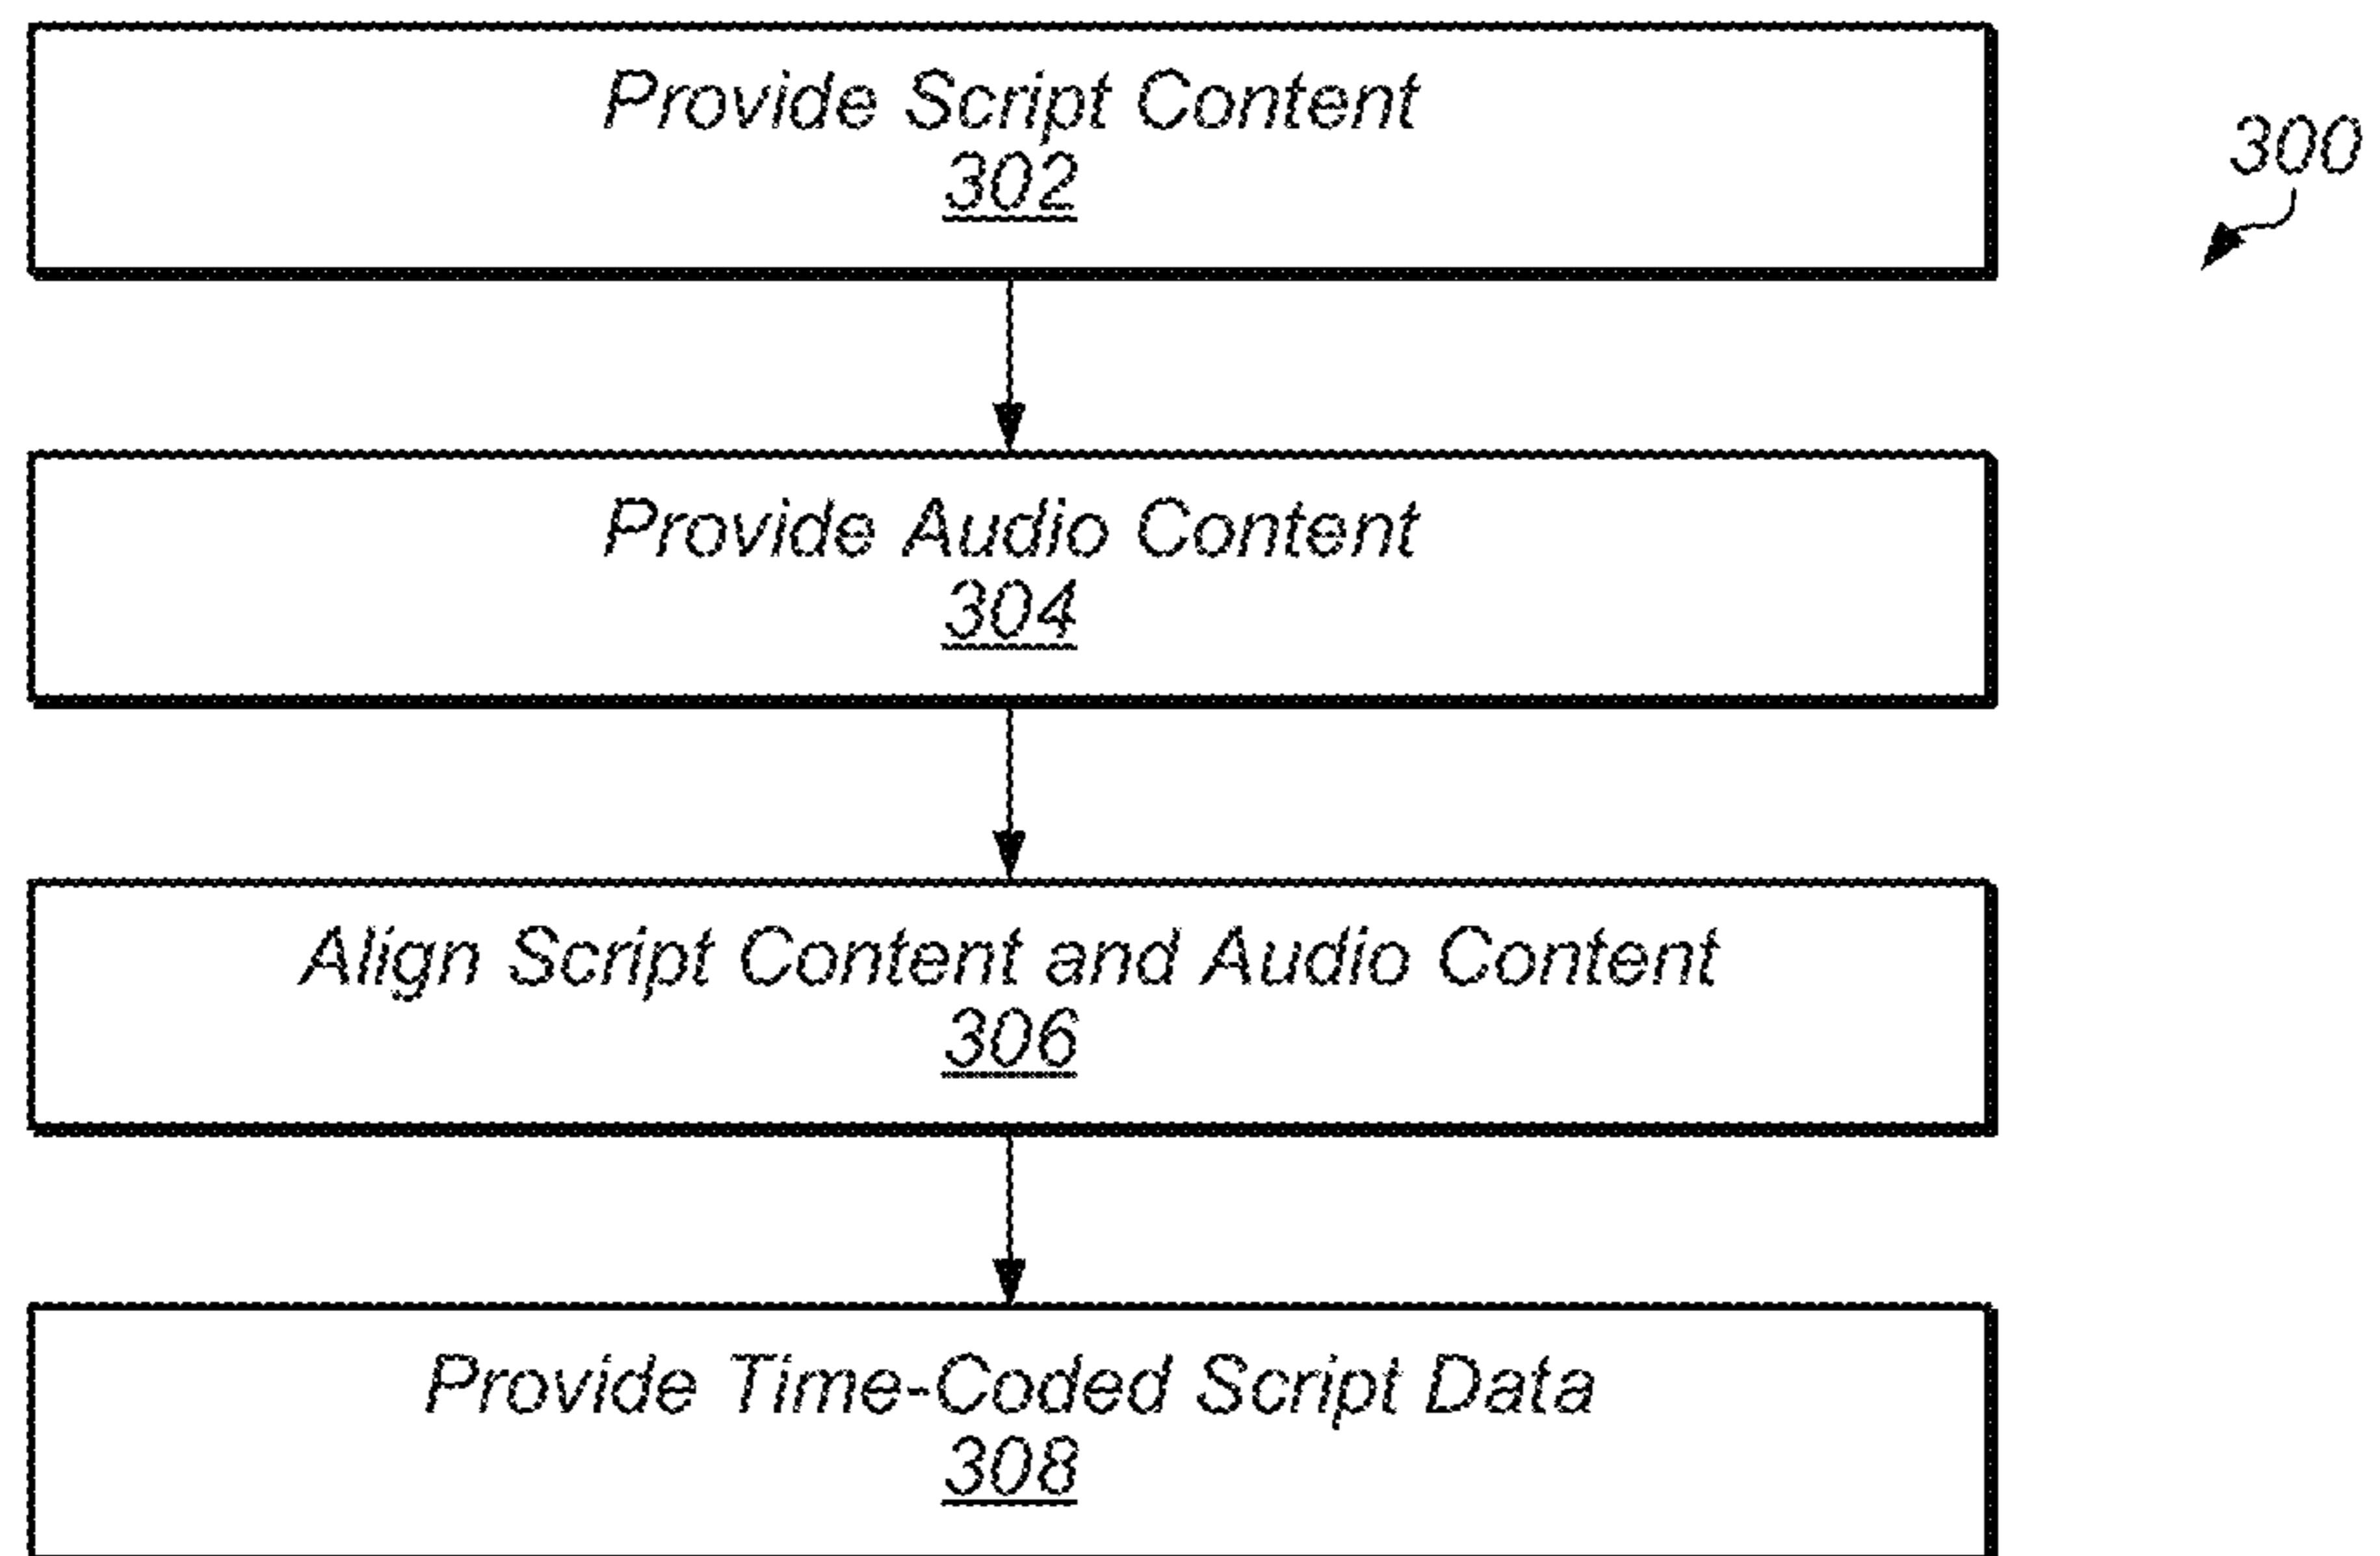 Provide Script Content
302
300
Provide Audio Content
304
Align Script Content and Audio Content
306
Provide Time-Coded Script Data
308